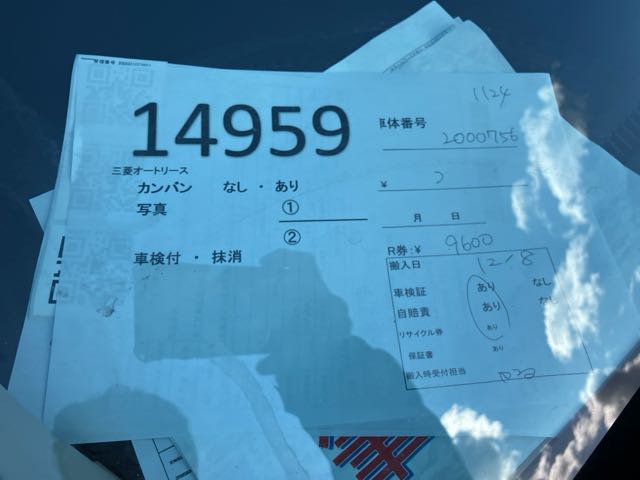 1124
14959
車体番号 2000756
三菱オートリース
カンバン なし ・ あり
¥
写真 ①
月 日
②
R券:¥ 9600
車検付 ・ 抹消
搬入日 12/8
車検証 あり なし
自賠責 あり
リサイクル券 あり
保証書 あり
搬入時受付担当